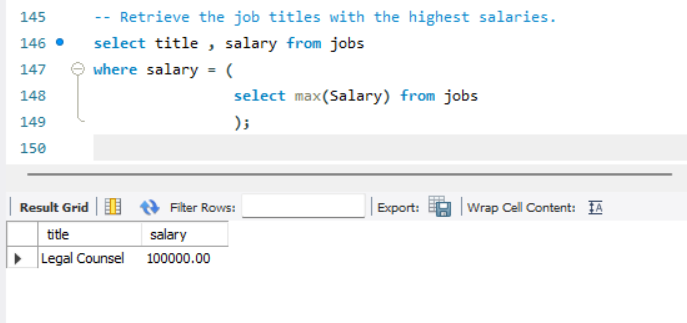 145 -- Retrieve the job titles with the highest salaries.
146 select title , salary from jobs
147 where salary = (
148 select max(Salary) from jobs
149 );
150
Result Grid Filter Rows: Export: Wrap Cell Content: IA
title salary
Legal Counsel 100000.00